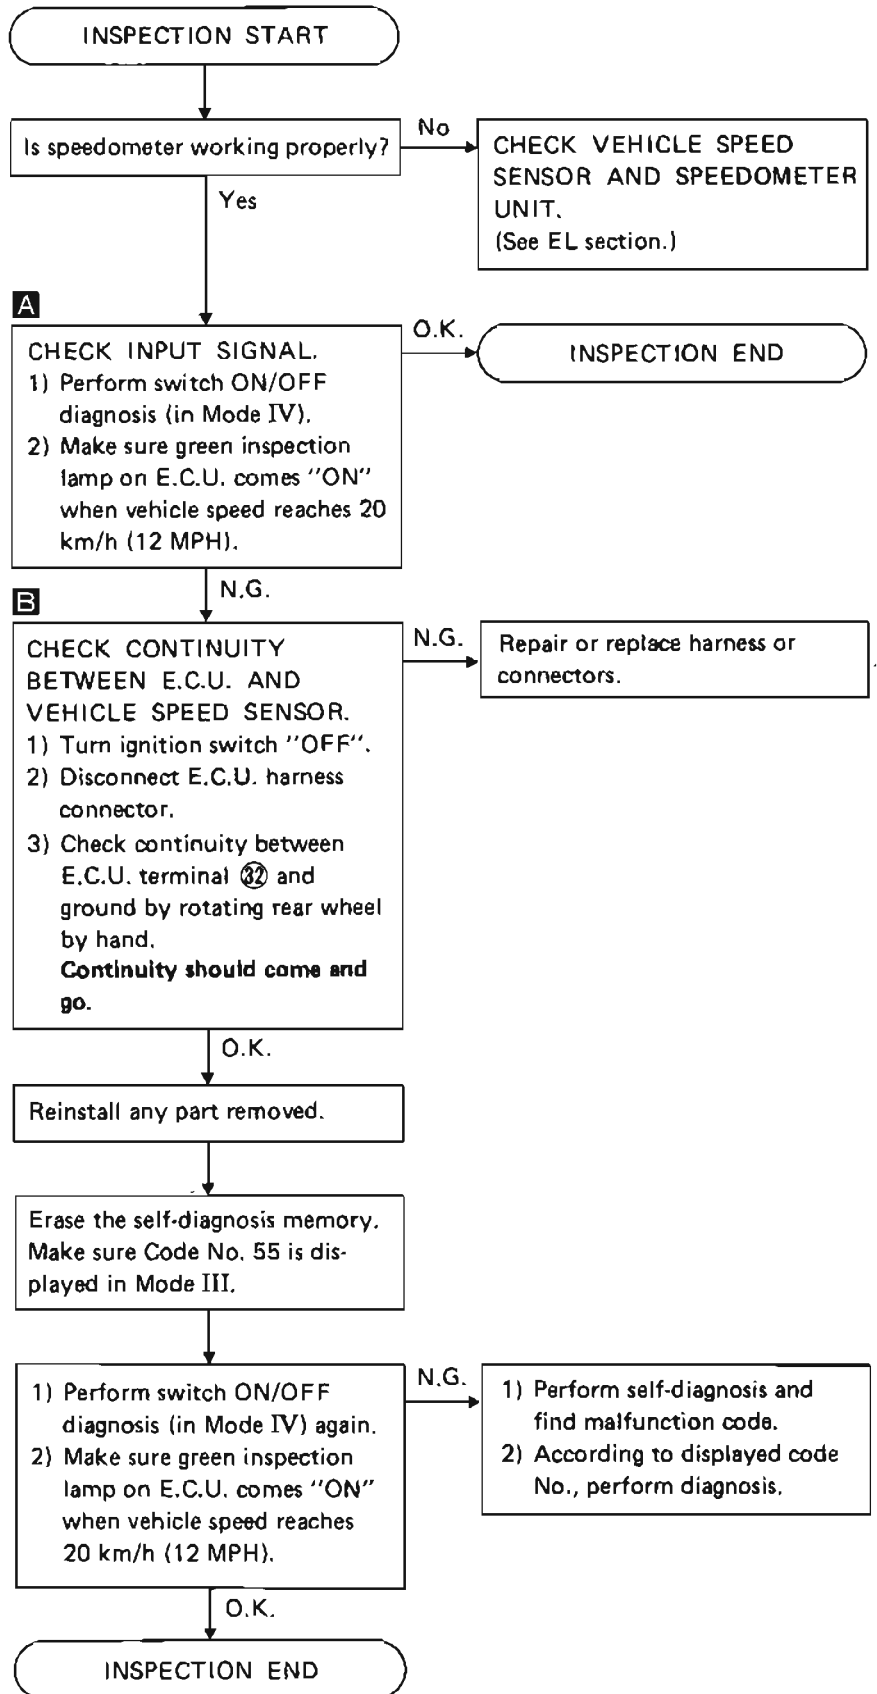 INSPECTION START
Is speedometer working properly?
No
CHECK VEHICLE SPEED
SENSOR AND SPEEDOMETER
UNIT.
(See EL section.)
Yes
A
CHECK INPUT SIGNAL.
1) Perform switch ON/OFF
diagnosis (in Mode IV).
2) Make sure green inspection
lamp on E.C.U. comes "ON"
when vehicle speed reaches 20
km/h (12 MPH).
O.K.
INSPECTION END
N.G.
B
CHECK CONTINUITY
BETWEEN E.C.U. AND
VEHICLE SPEED SENSOR.
1) Turn ignition switch "OFF".
2) Disconnect E.C.U. harness
connector.
3) Check continuity between
E.C.U. terminal ㉜ and
ground by rotating rear wheel
by hand.
Continuity should come and
go.
N.G.
Repair or replace harness or
connectors.
O.K.
Reinstall any part removed.
Erase the self-diagnosis memory.
Make sure Code No. 55 is dis-
played in Mode III.
1) Perform switch ON/OFF
diagnosis (in Mode IV) again.
2) Make sure green inspection
lamp on E.C.U. comes "ON"
when vehicle speed reaches
20 km/h (12 MPH).
N.G.
1) Perform self-diagnosis and
find malfunction code.
2) According to displayed code
No., perform diagnosis.
O.K.
INSPECTION END